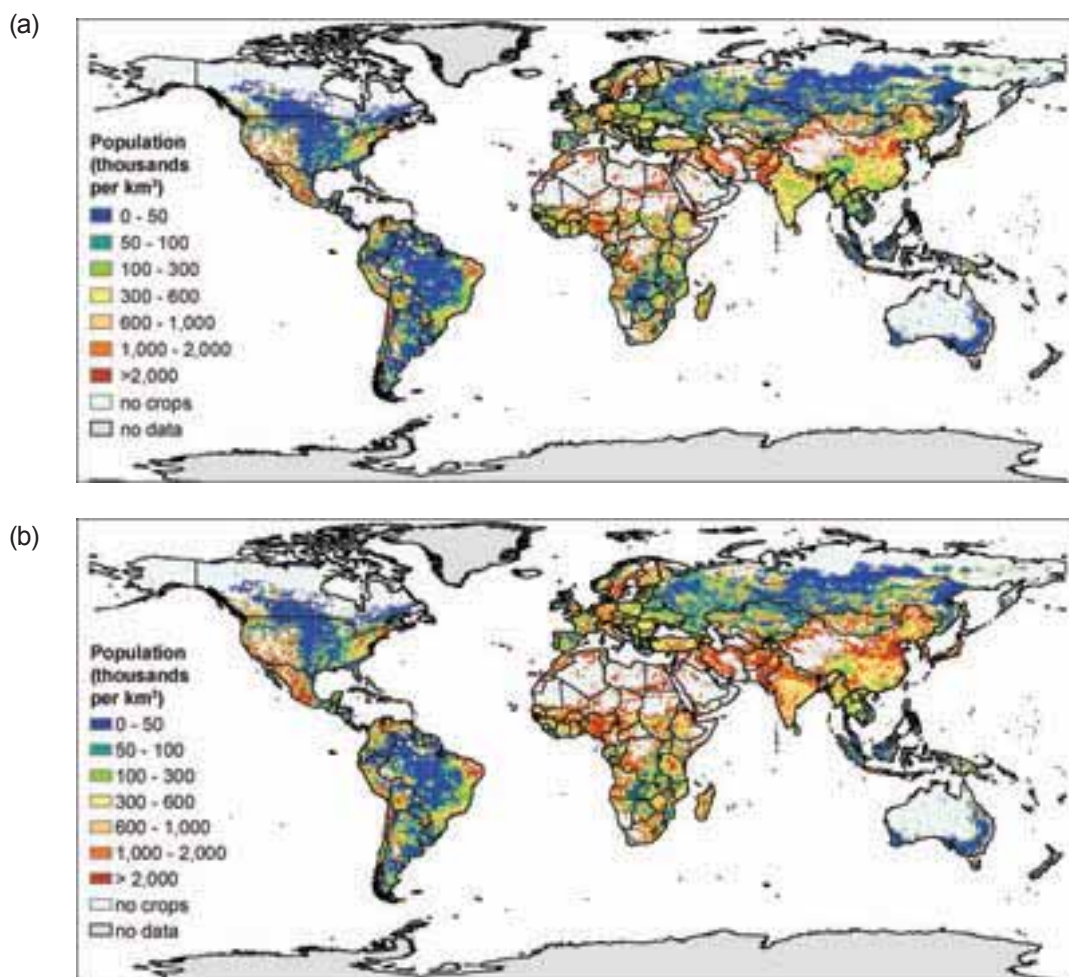 (a)
Population
(thousands
per km³)
0 - 50
50 - 100
100 - 300
300 - 600
600 - 1,000
1,000 - 2,000
>2,000
no crops
no data
(b)
Population
(thousands
per km³)
0 - 50
50 - 100
100 - 300
300 - 600
600 - 1,000
1,000 - 2,000
> 2,000
no crops
no data